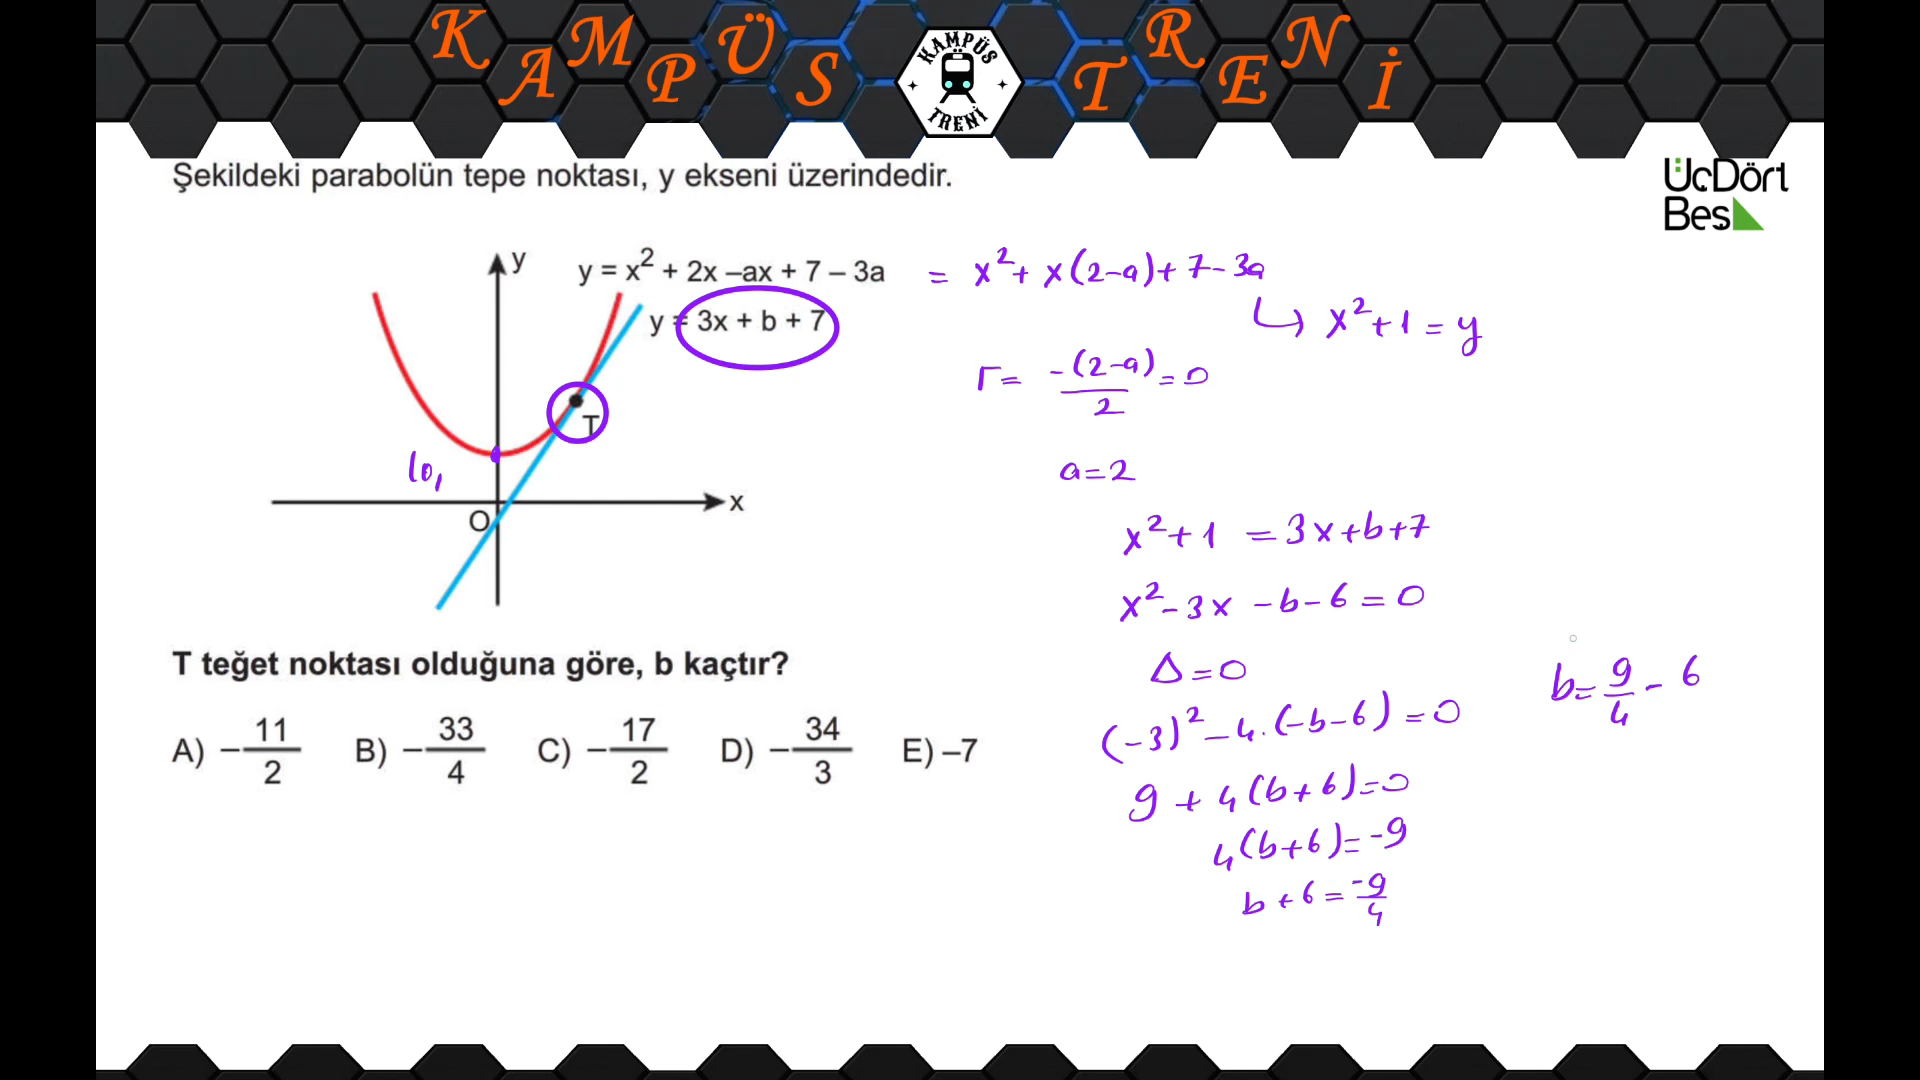 KAMPÜS TRENİ
KAMPÜS
TRENİ
Şekildeki parabolün tepe noktası, y ekseni üzerindedir.
ÜçDört
Beş
y
y = x² + 2x –ax + 7 – 3a
= x² + x(2-a) + 7 - 3a
y = 3x + b + 7
↳ x² + 1 = y
r = -(2-a)/2 = 0
T
(0,
a = 2
x
O
x² + 1 = 3x + b + 7
x² - 3x - b - 6 = 0
T teğet noktası olduğuna göre, b kaçtır?
Δ = 0
b = 9/4 - 6
(-3)² - 4.(-b-6) = 0
A) –11/2 B) –33/4 C) –17/2 D) –34/3 E) –7
9 + 4(b+6) = 0
4(b+6) = -9
b + 6 = -9/4